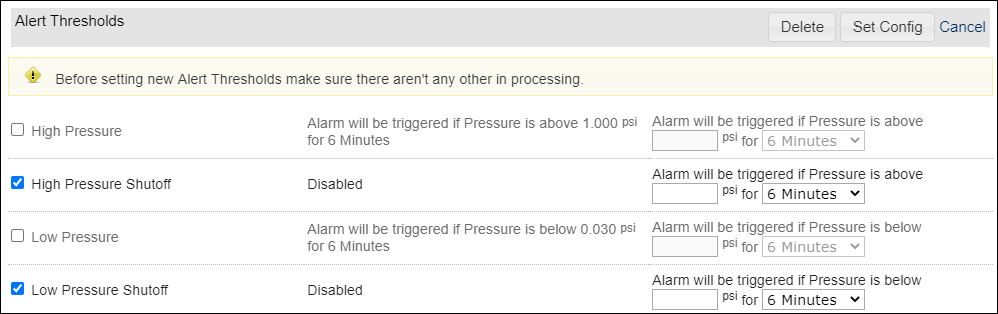 Alert Thresholds
Delete
Set Config
Cancel
Before setting new Alert Thresholds make sure there aren't any other in processing.
High Pressure
Alarm will be triggered if Pressure is above 1.000 psi
for 6 Minutes
Alarm will be triggered if Pressure is above
psi for 6 Minutes
High Pressure Shutoff
Disabled
Alarm will be triggered if Pressure is above
psi for 6 Minutes
Low Pressure
Alarm will be triggered if Pressure is below 0.030 psi
for 6 Minutes
Alarm will be triggered if Pressure is below
psi for 6 Minutes
Low Pressure Shutoff
Disabled
Alarm will be triggered if Pressure is below
psi for 6 Minutes